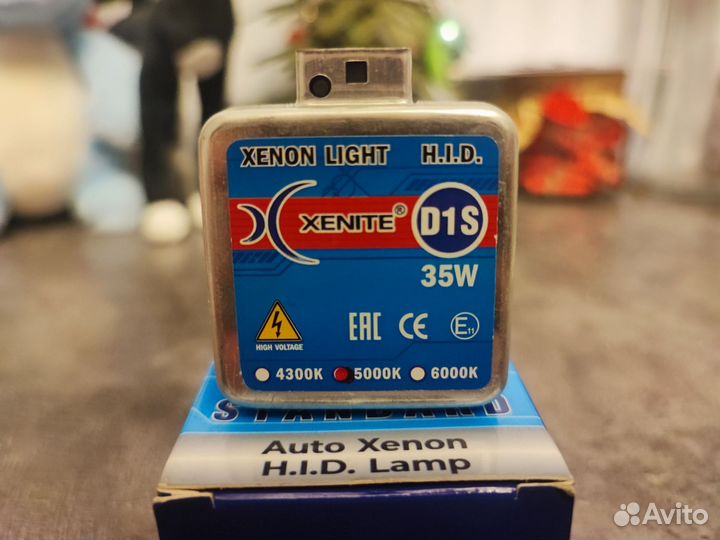 XENON LIGHT H.I.D.
XENITE® D1S
35W
HIGH VOLTAGE
EAC CE E11
4300K 5000K 6000K
STANDARD
Auto Xenon
H.I.D. Lamp
Avito